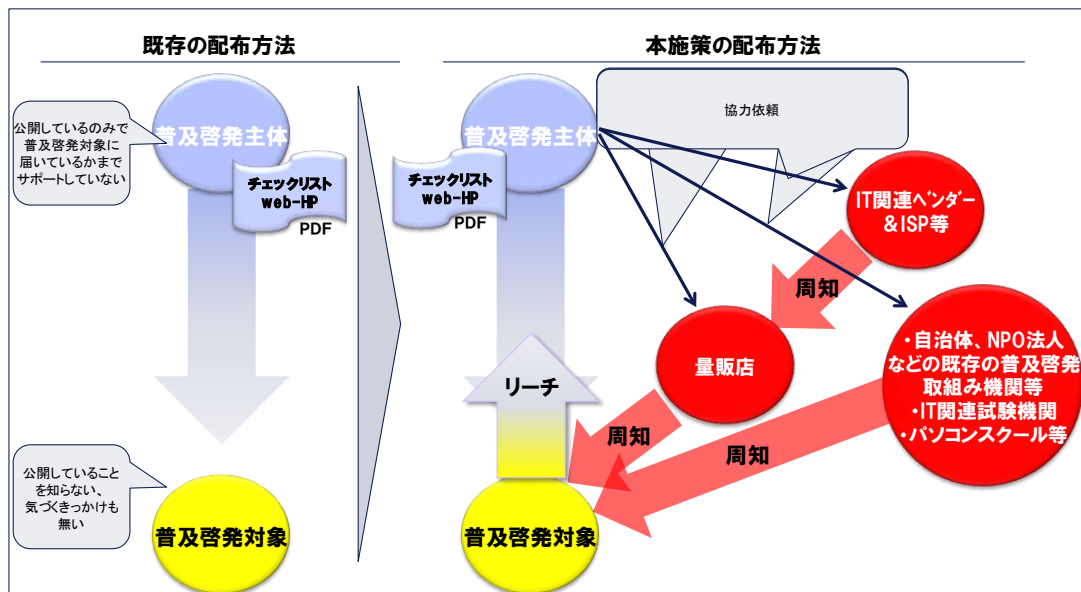 既存の配布方法
公開しているのみで
普及啓発対象に
届いているかまで
サポートしていない
普及啓発主体
チェックリスト
web-HP
PDF
公開していること
を知らない、
気づくきっかけも
無い
普及啓発対象
本施策の配布方法
普及啓発主体
チェックリスト
web-HP
PDF
協力依頼
IT関連ベンダー
&ISP等
周知
量販店
・自治体、NPO法人
などの既存の普及啓発
取組み機関等
・IT関連試験機関
・パソコンスクール等
リーチ
周知
周知
普及啓発対象